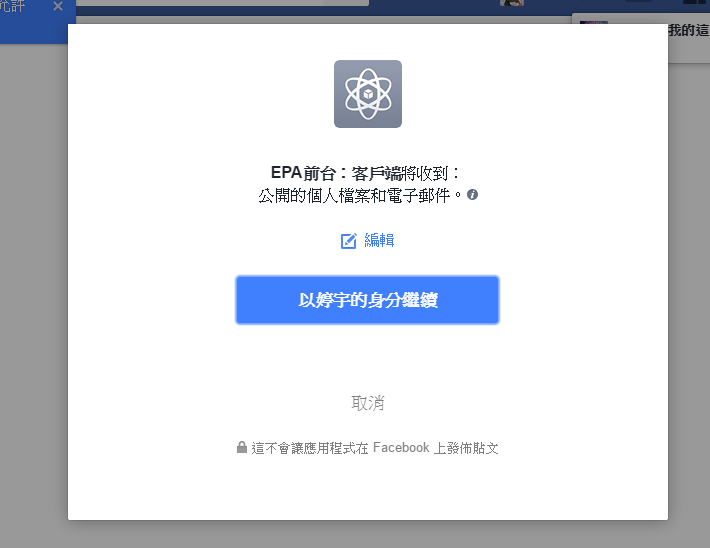 允許
我的這
EPA前台：客戶端將收到：
公開的個人檔案和電子郵件。
編輯
以婷宇的身分繼續
取消
這不會讓應用程式在 Facebook 上發佈貼文